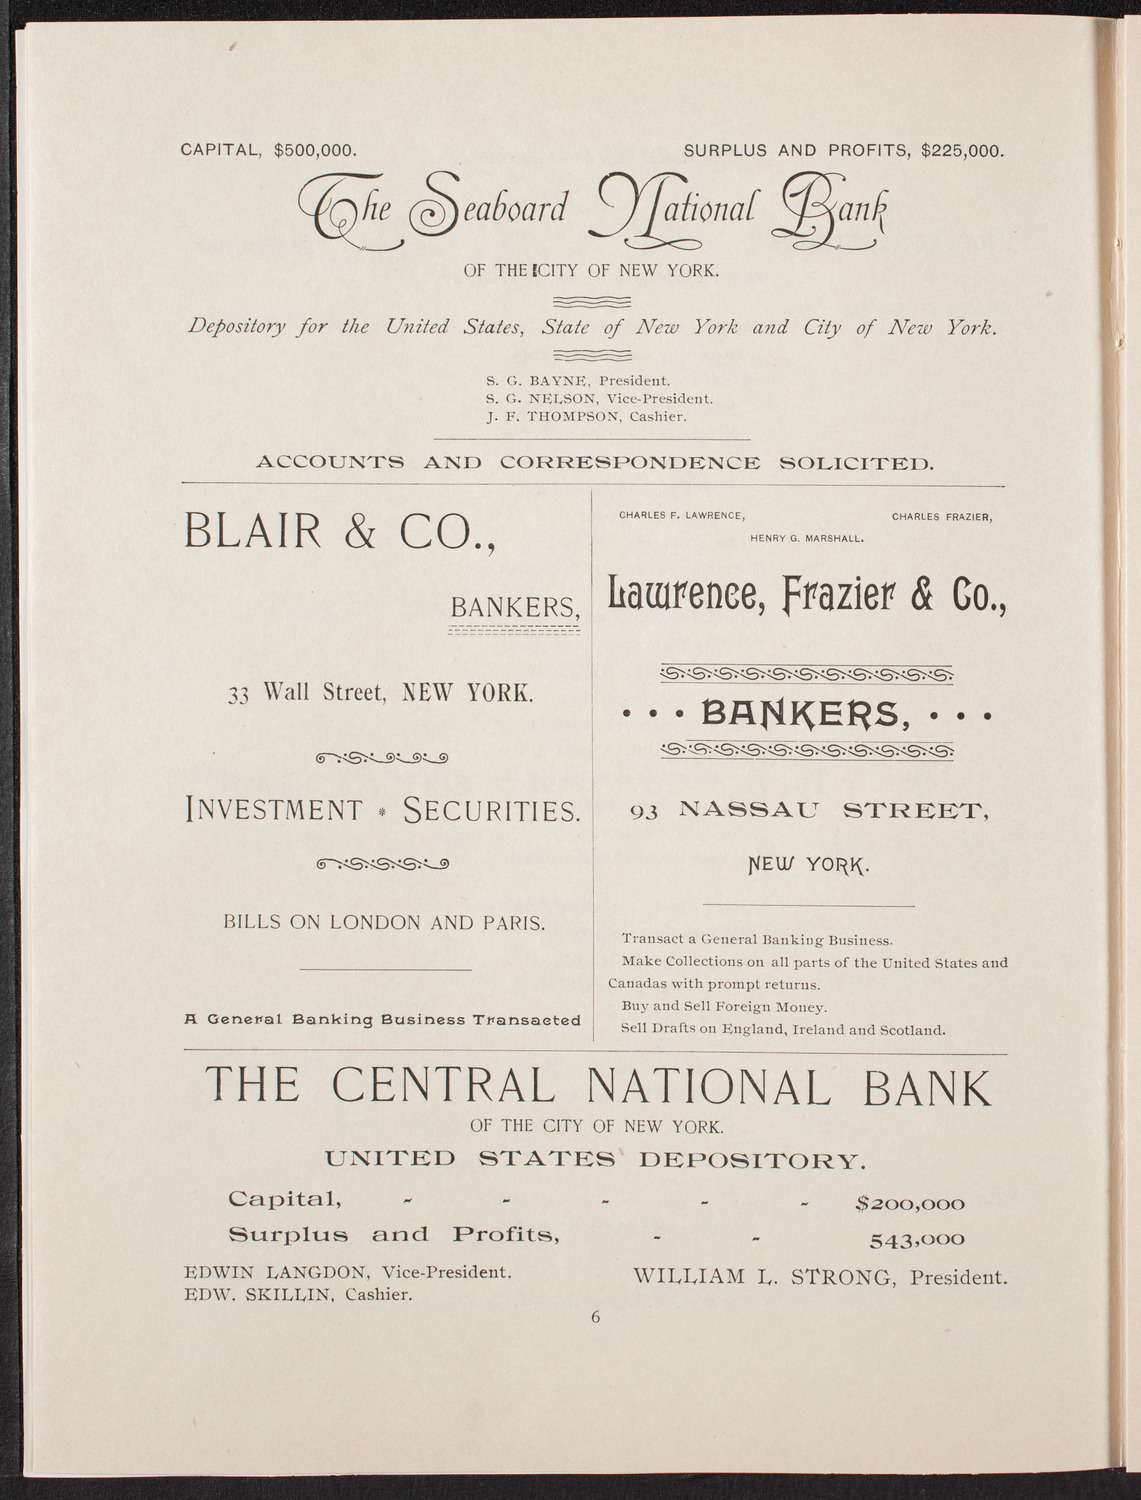 CAPITAL, $500,000. SURPLUS AND PROFITS, $225,000.
The Seaboard National Bank
OF THE CITY OF NEW YORK.
Depository for the United States, State of New York and City of New York.
S. G. BAYNE, President.
S. G. NELSON, Vice-President.
J. F. THOMPSON, Cashier.
ACCOUNTS AND CORRESPONDENCE SOLICITED.
BLAIR & CO.,
BANKERS,
33 Wall Street, NEW YORK.
INVESTMENT * SECURITIES.
BILLS ON LONDON AND PARIS.
A General Banking Business Transacted
CHARLES F. LAWRENCE, CHARLES FRAZIER,
HENRY G. MARSHALL.
Lawrence, Frazier & Co.,
• • • BANKERS, • • •
93 NASSAU STREET,
NEW YORK.
Transact a General Banking Business.
Make Collections on all parts of the United States and
Canadas with prompt returns.
Buy and Sell Foreign Money.
Sell Drafts on England, Ireland and Scotland.
THE CENTRAL NATIONAL BANK
OF THE CITY OF NEW YORK.
UNITED STATES DEPOSITORY.
Capital, - - - - - $200,000
Surplus and Profits, - - 543,000
EDWIN LANGDON, Vice-President. WILLIAM L. STRONG, President.
EDW. SKILLIN, Cashier.
6